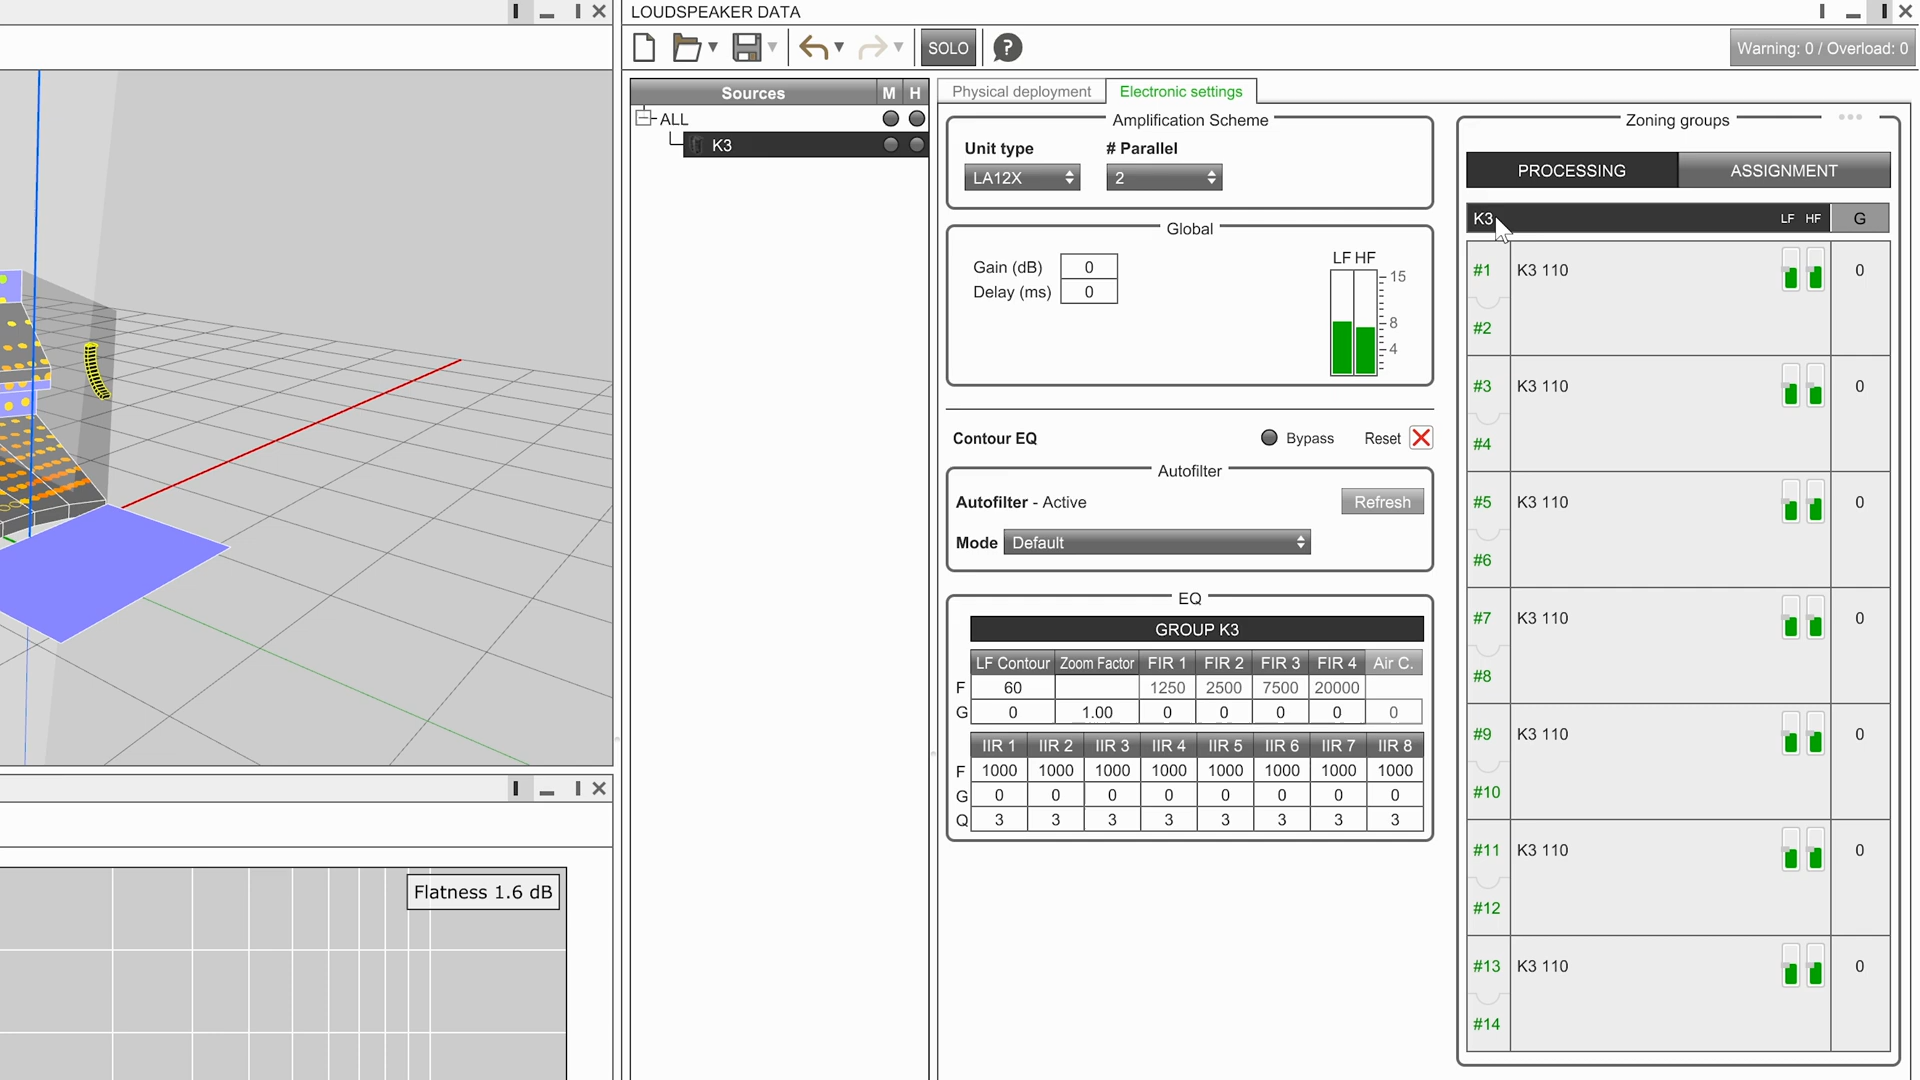 LOUDSPEAKER DATA
SOLO
?
Warning: 0 / Overload: 0
Sources M H
ALL
K3
Physical deployment
Electronic settings
Amplification Scheme
Unit type # Parallel
LA12X 2
Global
Gain (dB) 0
Delay (ms) 0
LF HF
15
8
4
Contour EQ Bypass Reset
Autofilter
Autofilter - Active Refresh
Mode Default
EQ
GROUP K3
LF Contour Zoom Factor FIR 1 FIR 2 FIR 3 FIR 4 Air C.
F 60 1250 2500 7500 20000
G 0 1.00 0 0 0 0 0
IIR 1 IIR 2 IIR 3 IIR 4 IIR 5 IIR 6 IIR 7 IIR 8
F 1000 1000 1000 1000 1000 1000 1000 1000
G 0 0 0 0 0 0 0 0
Q 3 3 3 3 3 3 3 3
Zoning groups
PROCESSING ASSIGNMENT
K3 LF HF G
#1 K3 110 0
#2
#3 K3 110 0
#4
#5 K3 110 0
#6
#7 K3 110 0
#8
#9 K3 110 0
#10
#11 K3 110 0
#12
#13 K3 110 0
#14
Flatness 1.6 dB